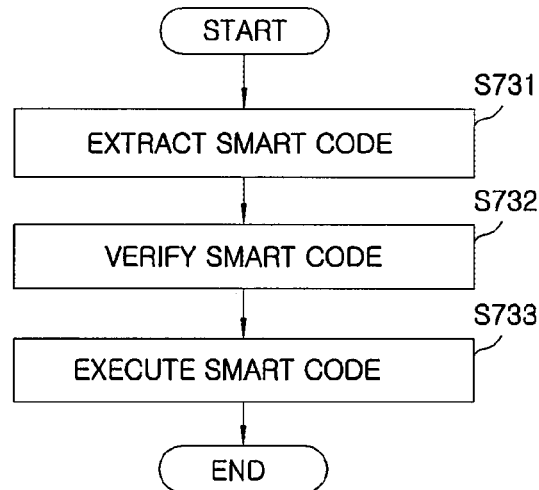 START
S731
EXTRACT SMART CODE
S732
VERIFY SMART CODE
S733
EXECUTE SMART CODE
END